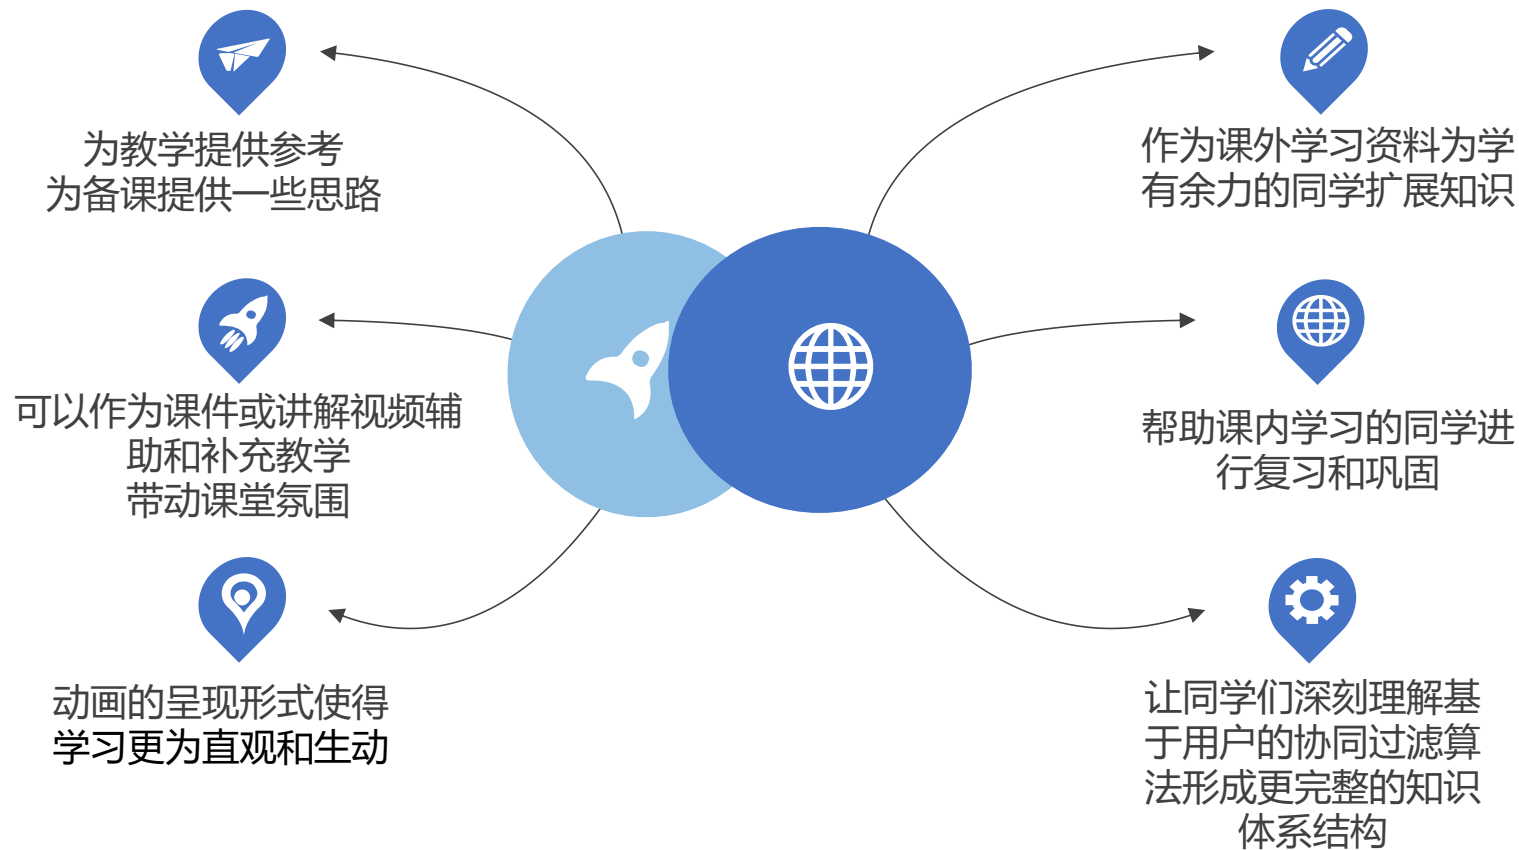 为教学提供参考
为备课提供一些思路
可以作为课件或讲解视频辅
助和补充教学
带动课堂氛围
动画的呈现形式使得
学习更为直观和生动
作为课外学习资料为学
有余力的同学扩展知识
帮助课内学习的同学进
行复习和巩固
让同学们深刻理解基
于用户的协同过滤算
法形成更完整的知识
体系结构